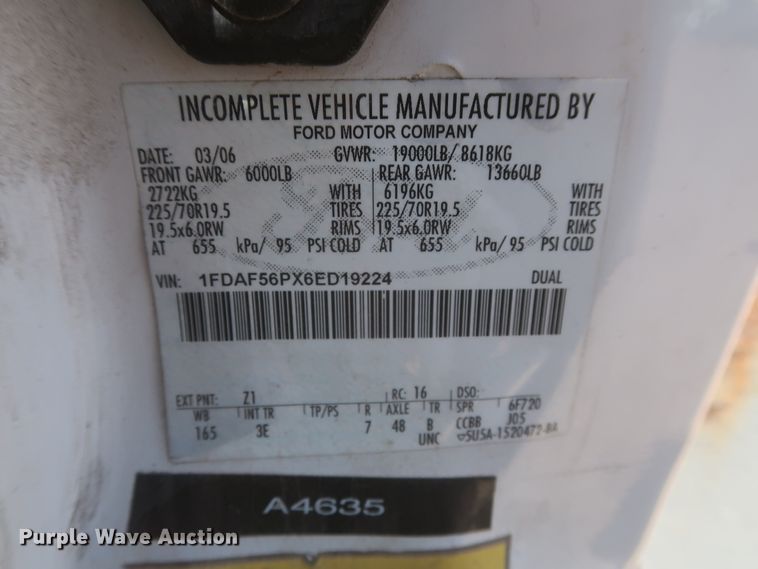 INCOMPLETE VEHICLE MANUFACTURED BY
FORD MOTOR COMPANY
DATE: 03/06 GVWR: 19000LB/ 8618KG
FRONT GAWR: 6000LB REAR GAWR: 13660LB
2722KG WITH 6196KG WITH
225/70R19.5 TIRES 225/70R19.5 TIRES
19.5x6.0RW RIMS 19.5x6.0RW RIMS
AT 655 kPa/ 95 PSI COLD AT 655 kPa/ 95 PSI COLD
VIN: 1FDAF56PX6ED19224 DUAL
EXT PNT: Z1 RC: 16 DSO:
WB INT TR TP/PS R AXLE TR SPR 6F720
165 3E 7 48 B CCBB J05
UNC 5U5A-1520472-BA
A4635
Purple Wave Auction